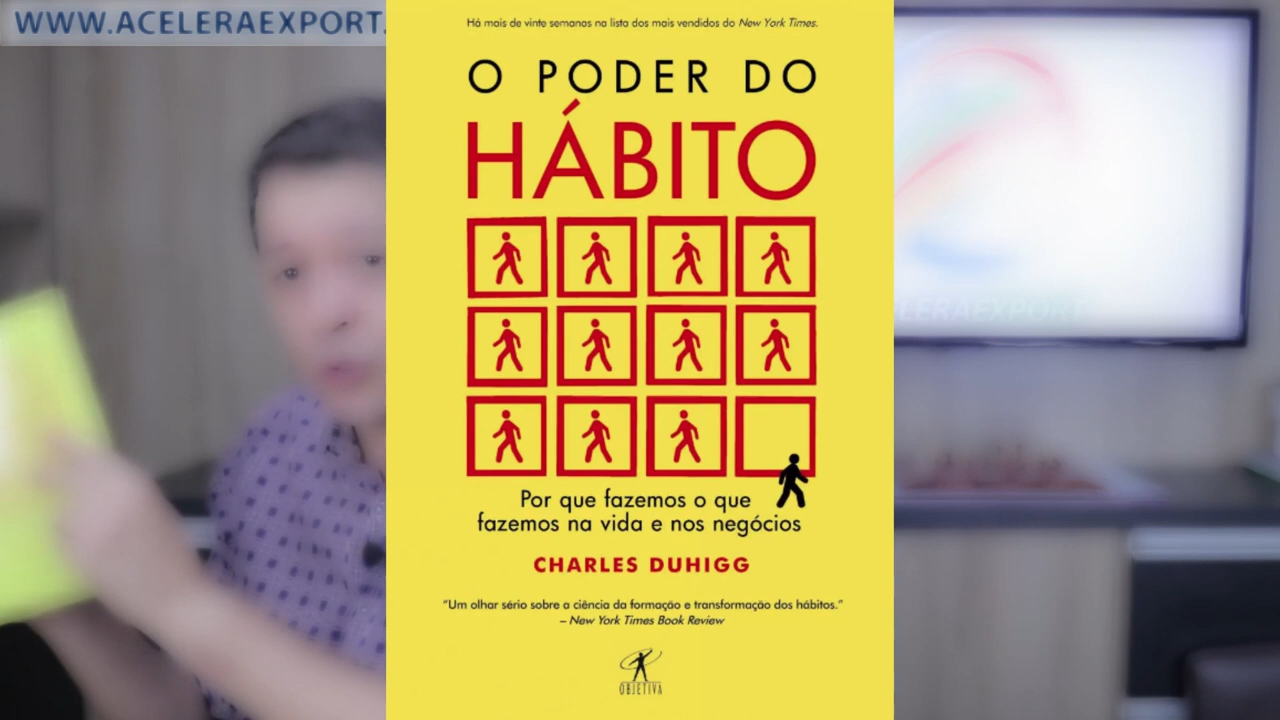 WWW.ACELERAEXPORT.
Há mais de vinte semanas na lista dos mais vendidos do New York Times.
O PODER DO
HÁBITO
Por que fazemos o que
fazemos na vida e nos negócios
CHARLES DUHIGG
“Um olhar sério sobre a ciência da formação e transformação dos hábitos.”
– New York Times Book Review
OBJETIVA
LERAEXPORT